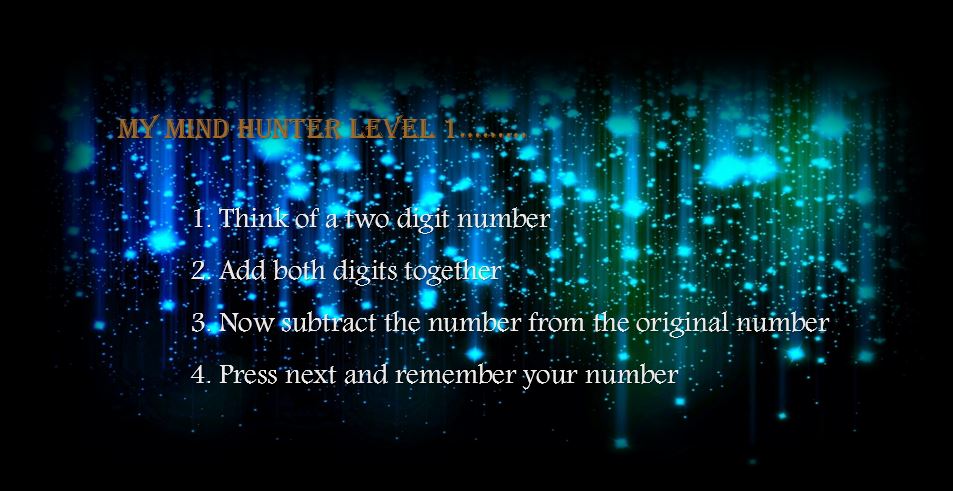 MY MIND HUNTER LEVEL 1.........
1. Think of a two digit number
2. Add both digits together
3. Now subtract the number from the original number
4. Press next and remember your number